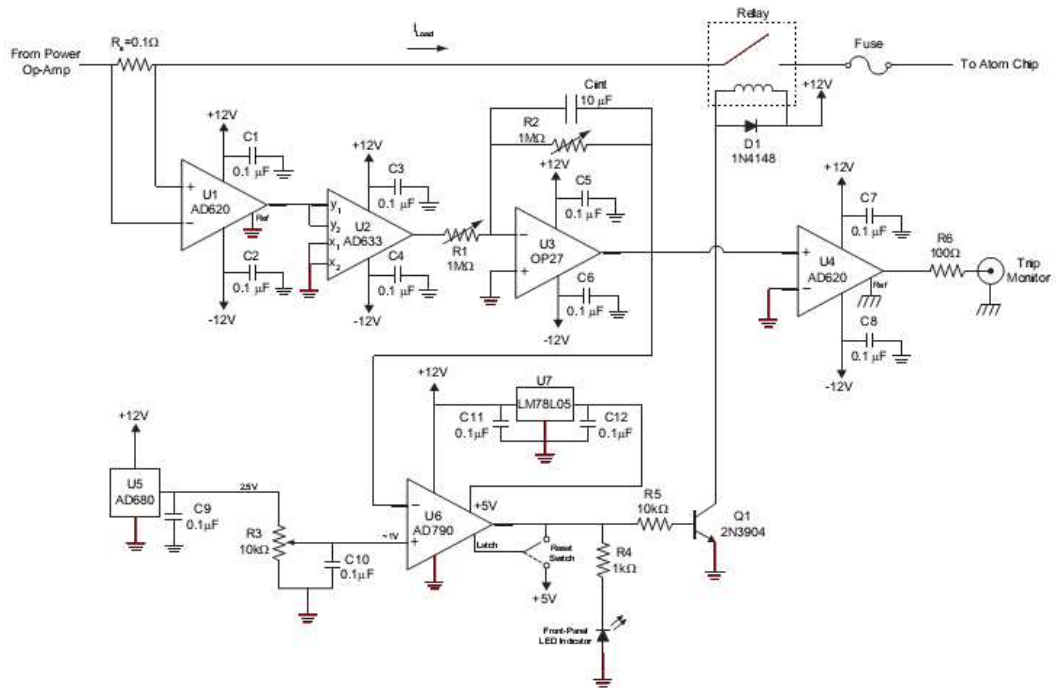 Relay
Fuse
From Power
Op-Amp
Rs=0.1Ω
ILoad
To Atom Chip
+12V
D1
1N4148
Cint
10 μF
R2
1MΩ
+12V
C1
0.1 μF
+
−
U1
AD620
Ref
C2
0.1 μF
-12V
+12V
C3
0.1 μF
y1
y2
x1
x2
U2
AD633
C4
0.1 μF
-12V
R1
1MΩ
+12V
C5
0.1 μF
−
+
U3
OP27
C6
0.1 μF
-12V
+12V
C7
0.1 μF
+
−
U4
AD620
Ref
C8
0.1 μF
-12V
R6
100Ω
Trip
Monitor
+12V
U7
LM78L05
C11
0.1μF
C12
0.1μF
+12V
U5
AD680
2.5V
C9
0.1μF
R3
10kΩ
C10
0.1μF
~1V
−
+
U6
AD790
+5V
Latch
Reset
Switch
+5V
R5
10kΩ
Q1
2N3904
R4
1kΩ
Front-Panel
LED Indicator